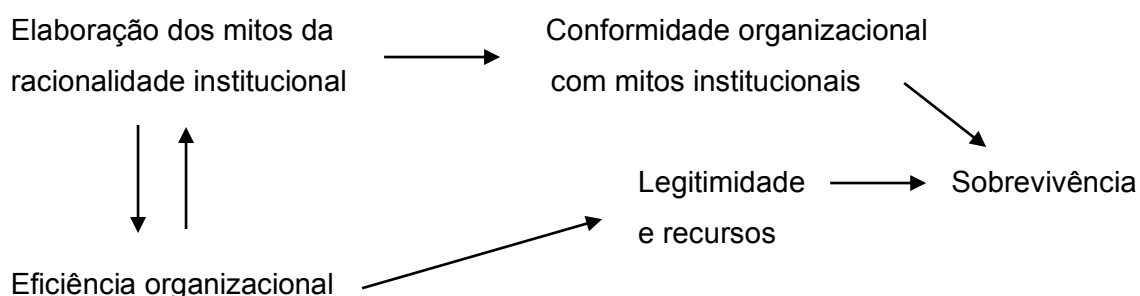 Elaboração dos mitos da
racionalidade institucional
Conformidade organizacional
com mitos institucionais
Legitimidade
e recursos
Sobrevivência
Eficiência organizacional